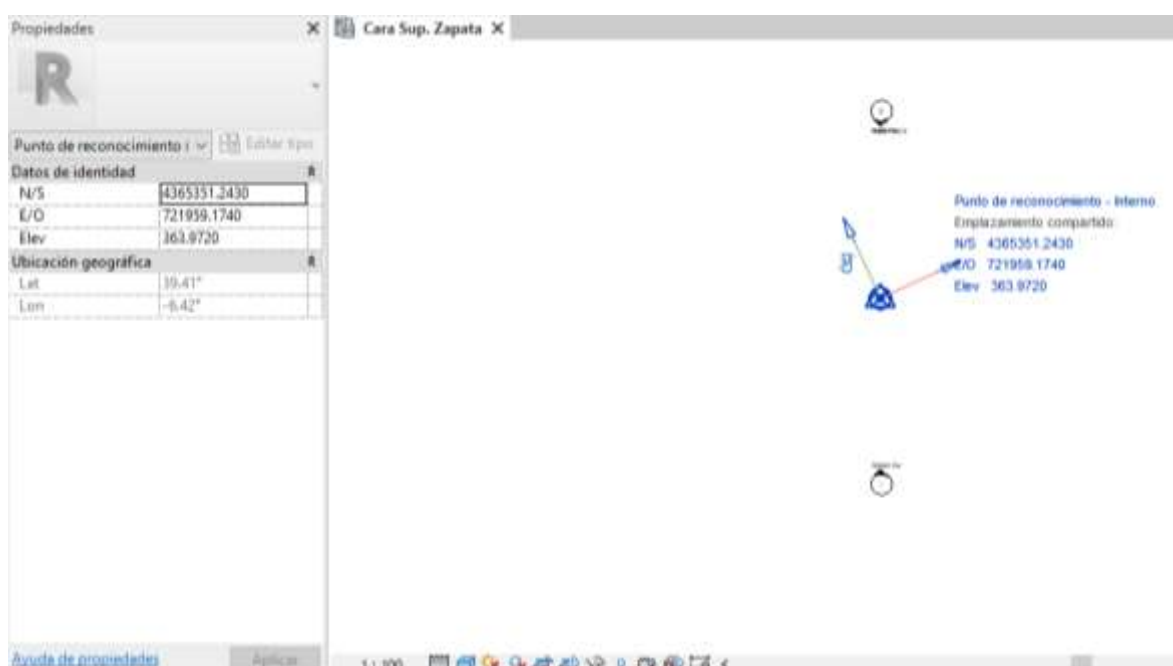 Propiedades
Cara Sup. Zapata
R
Punto de reconocimiento i
Editar tipo
Datos de identidad
N/S 4365351.2430
E/O 721959.1740
Elev 363.9720
Ubicación geográfica
Lat 39.41°
Lon -6.42°
Punto de reconocimiento - Interno
Emplazamiento compartido:
N/S 4365351.2430
E/O 721959.1740
Elev 363.9720
Ayuda de propiedades
Aplicar
1 : 100